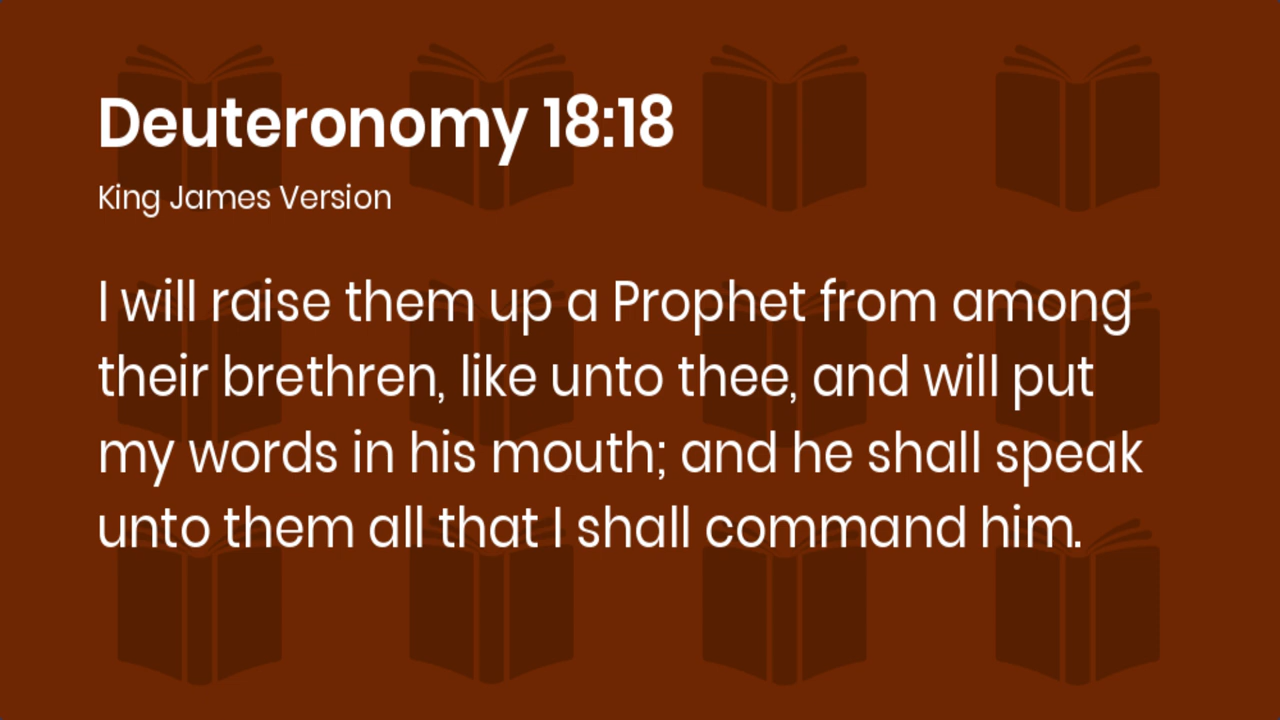 Deuteronomy 18:18
King James Version
I will raise them up a Prophet from among
their brethren, like unto thee, and will put
my words in his mouth; and he shall speak
unto them all that I shall command him.